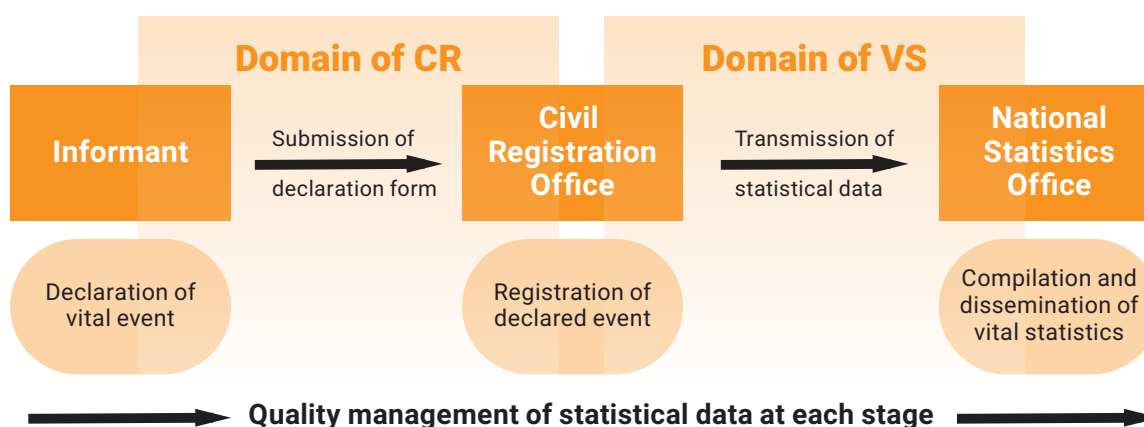 Domain of CR
Domain of VS
Informant
Submission of
declaration form
Civil
Registration
Office
Transmission of
statistical data
National
Statistics
Office
Declaration of
vital event
Registration of
declared event
Compilation and
dissemination of
vital statistics
Quality management of statistical data at each stage